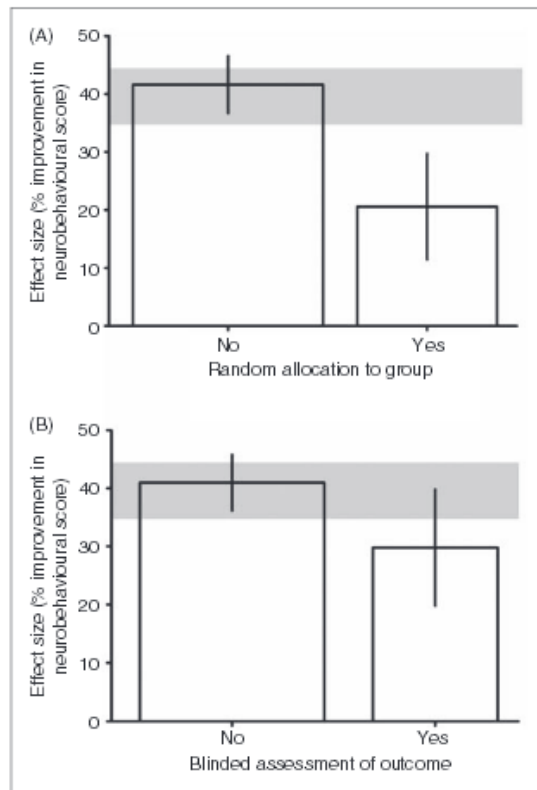 (A)
50
40
30
20
10
0
Effect size (% improvement in
neurobehavioural score)
No Yes
Random allocation to group
(B)
50
40
30
20
10
0
Effect size (% improvement in
neurobehavioural score)
No Yes
Blinded assessment of outcome